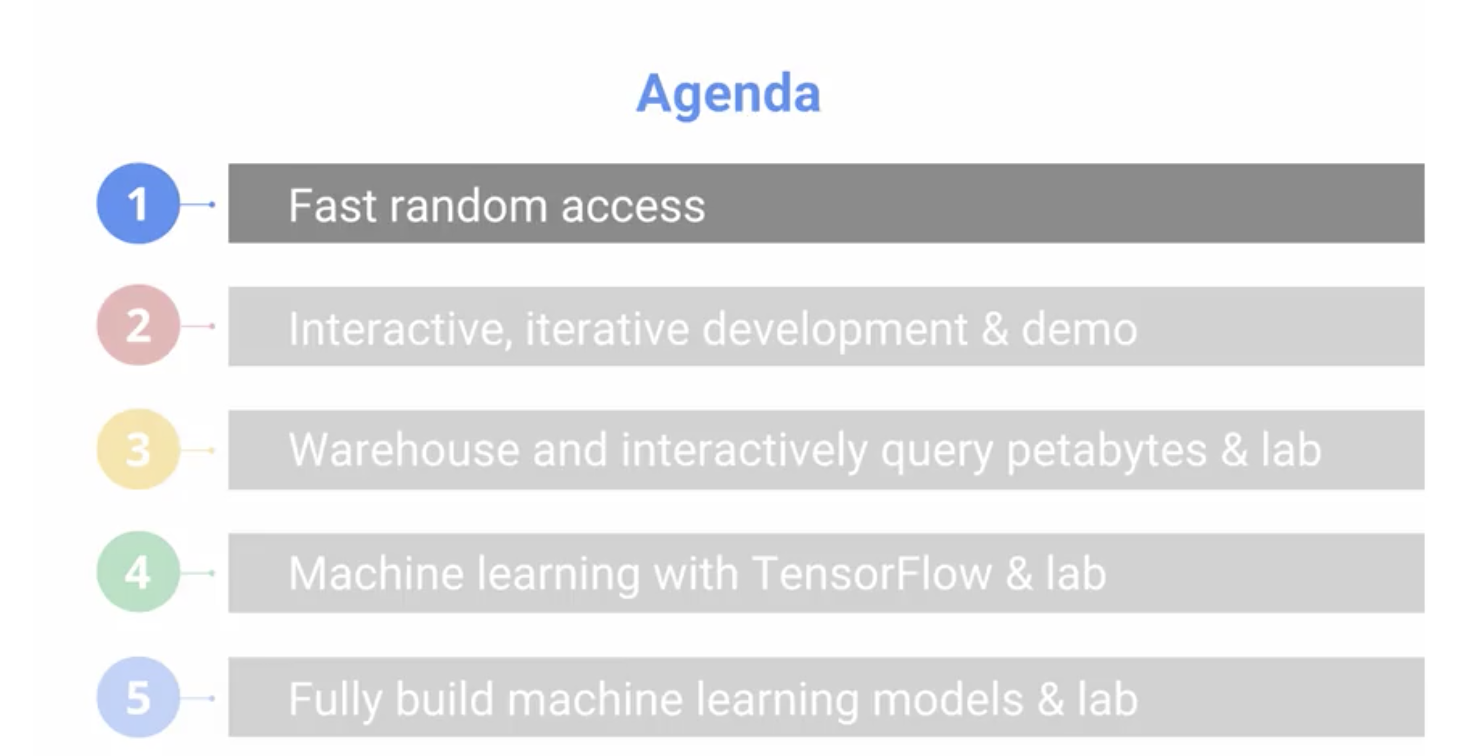 Agenda
1 Fast random access
2 Interactive, iterative development & demo
3 Warehouse and interactively query petabytes & lab
4 Machine learning with TensorFlow & lab
5 Fully build machine learning models & lab